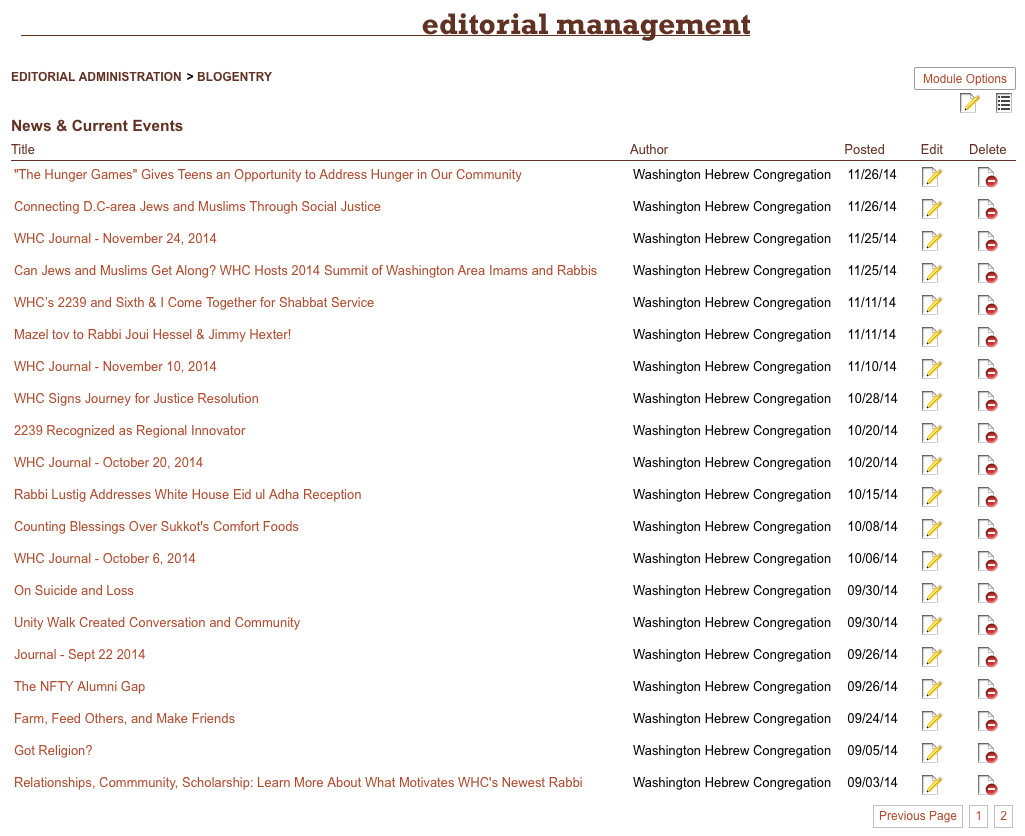 editorial management
EDITORIAL ADMINISTRATION > BLOGENTRY
Module Options
News & Current Events
Title Author Posted Edit Delete
"The Hunger Games" Gives Teens an Opportunity to Address Hunger in Our Community Washington Hebrew Congregation 11/26/14
Connecting D.C-area Jews and Muslims Through Social Justice Washington Hebrew Congregation 11/26/14
WHC Journal - November 24, 2014 Washington Hebrew Congregation 11/25/14
Can Jews and Muslims Get Along? WHC Hosts 2014 Summit of Washington Area Imams and Rabbis Washington Hebrew Congregation 11/25/14
WHC's 2239 and Sixth & I Come Together for Shabbat Service Washington Hebrew Congregation 11/11/14
Mazel tov to Rabbi Joui Hessel & Jimmy Hexter! Washington Hebrew Congregation 11/11/14
WHC Journal - November 10, 2014 Washington Hebrew Congregation 11/10/14
WHC Signs Journey for Justice Resolution Washington Hebrew Congregation 10/28/14
2239 Recognized as Regional Innovator Washington Hebrew Congregation 10/20/14
WHC Journal - October 20, 2014 Washington Hebrew Congregation 10/20/14
Rabbi Lustig Addresses White House Eid ul Adha Reception Washington Hebrew Congregation 10/15/14
Counting Blessings Over Sukkot's Comfort Foods Washington Hebrew Congregation 10/08/14
WHC Journal - October 6, 2014 Washington Hebrew Congregation 10/06/14
On Suicide and Loss Washington Hebrew Congregation 09/30/14
Unity Walk Created Conversation and Community Washington Hebrew Congregation 09/30/14
Journal - Sept 22 2014 Washington Hebrew Congregation 09/26/14
The NFTY Alumni Gap Washington Hebrew Congregation 09/26/14
Farm, Feed Others, and Make Friends Washington Hebrew Congregation 09/24/14
Got Religion? Washington Hebrew Congregation 09/05/14
Relationships, Commmunity, Scholarship: Learn More About What Motivates WHC's Newest Rabbi Washington Hebrew Congregation 09/03/14
Previous Page 1 2